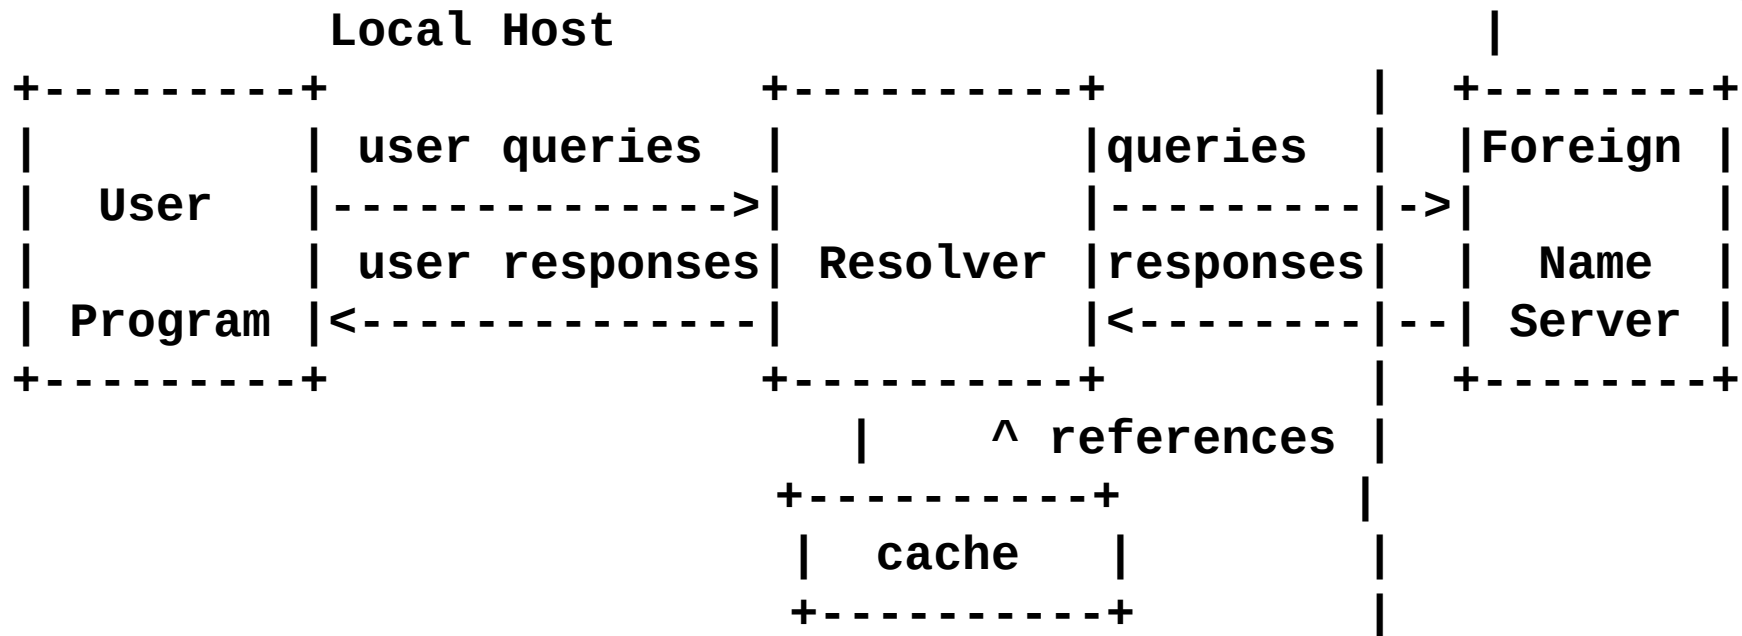 Local Host                              |
+---------+               +----------+         |  +--------+
|         | user queries  |          |queries  |  |Foreign |
|  User   |-------------->|          |---------|->|        |
|         | user responses| Resolver |responses|  |  Name  |
| Program |<--------------|          |<--------|--| Server |
+---------+               +----------+         |  +--------+
|    ^ references |
+----------+        |
|  cache   |        |
+----------+        |